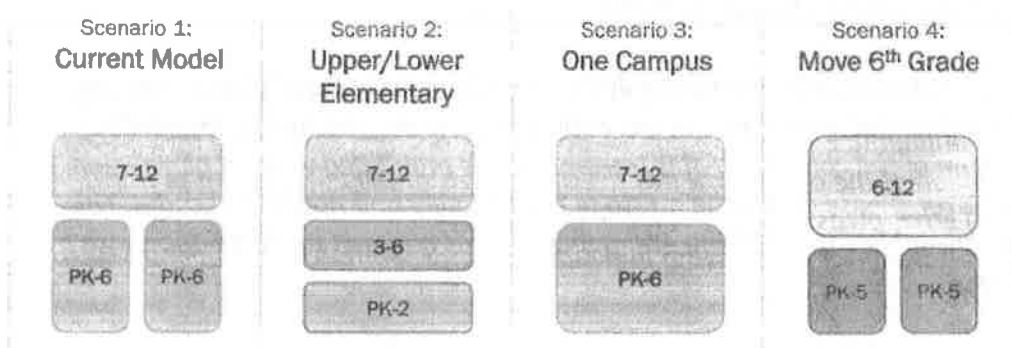 Scenario 1:
Current Model
7-12
PK-6 PK-6
Scenario 2:
Upper/Lower
Elementary
7-12
3-6
PK-2
Scenario 3:
One Campus
7-12
PK-6
Scenario 4:
Move 6th Grade
6-12
PK-5 PK-5